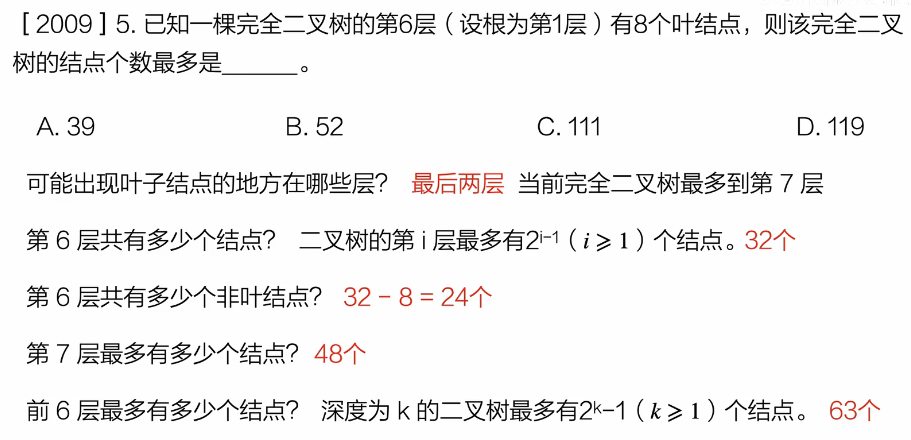 [ 2009 ] 5. 已知一棵完全二叉树的第6层（设根为第1层）有8个叶结点，则该完全二叉
树的结点个数最多是______。
A. 39 B. 52 C. 111 D. 119
可能出现叶子结点的地方在哪些层？ 最后两层 当前完全二叉树最多到第 7 层
第 6 层共有多少个结点？ 二叉树的第 i 层最多有2ⁱ⁻¹（i ⩾ 1）个结点。32个
第 6 层共有多少个非叶结点？ 32 − 8 = 24个
第 7 层最多有多少个结点？ 48个
前 6 层最多有多少个结点？ 深度为 k 的二叉树最多有2ᵏ−1（k ⩾ 1）个结点。 63个